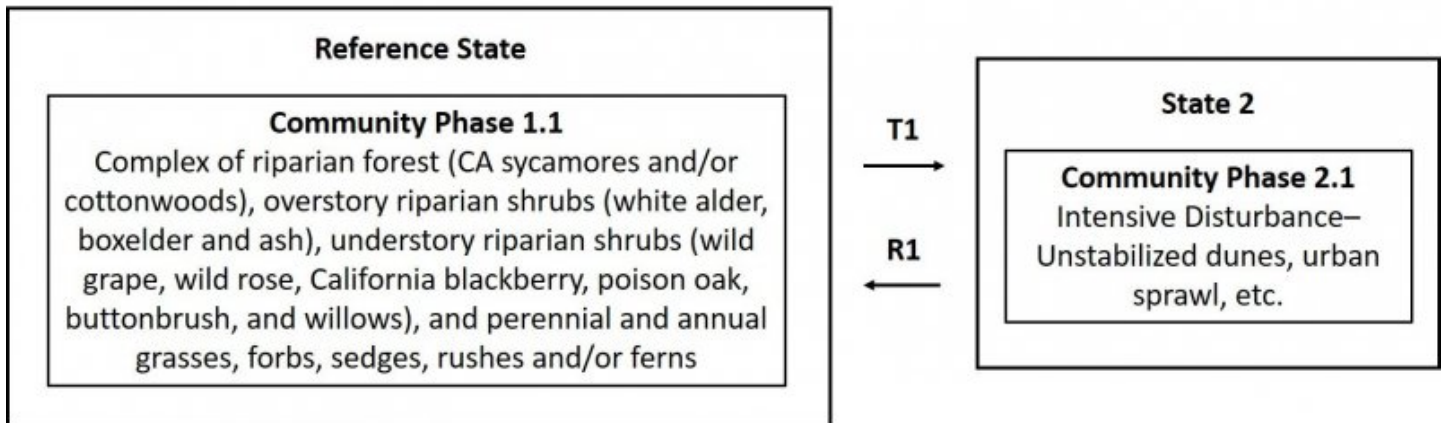 Reference State
Community Phase 1.1
Complex of riparian forest (CA sycamores and/or
cottonwoods), overstory riparian shrubs (white alder,
boxelder and ash), understory riparian shrubs (wild
grape, wild rose, California blackberry, poison oak,
buttonbrush, and willows), and perennial and annual
grasses, forbs, sedges, rushes and/or ferns
T1
R1
State 2
Community Phase 2.1
Intensive Disturbance–
Unstabilized dunes, urban
sprawl, etc.